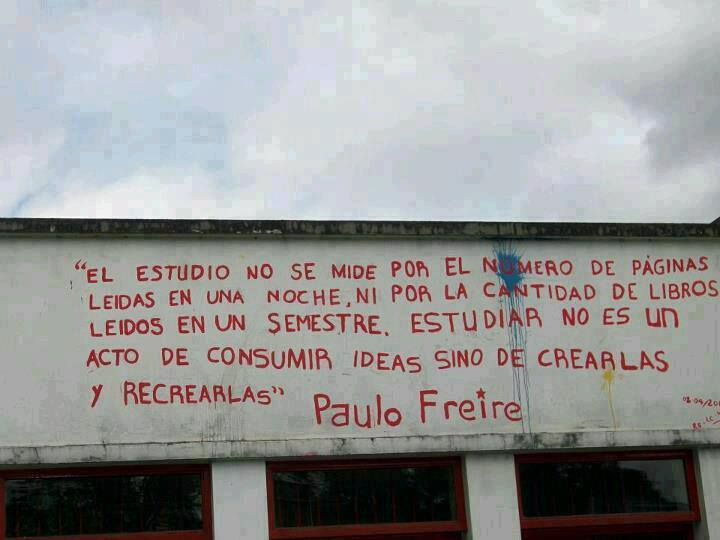 "EL ESTUDIO NO SE MIDE POR EL NUMERO DE PÁGINAS
LEIDAS EN UNA NOCHE, NI POR LA CANTIDAD DE LIBROS
LEIDOS EN UN SEMESTRE. ESTUDIAR NO ES UN
ACTO DE CONSUMIR IDEAS SINO DE CREARLAS
Y RECREARLAS"
Paulo Freire